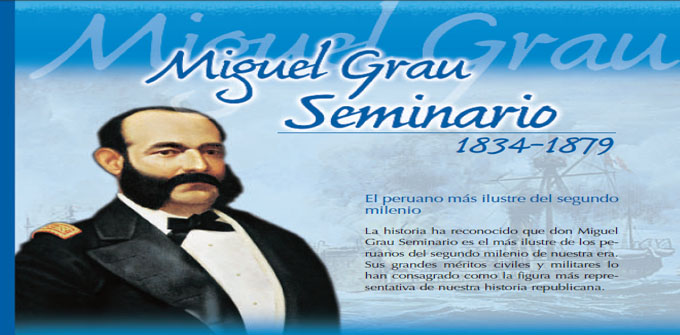 Miguel Grau
Miguel Grau
Seminario
1834-1879
El peruano más ilustre del segundo
milenio
La historia ha reconocido que don Miguel
Grau Seminario es el más ilustre de los pe-
ruanos del segundo milenio de nuestra era.
Sus grandes méritos civiles y militares lo
han consagrado como la figura más repre-
sentativa de nuestra historia republicana.